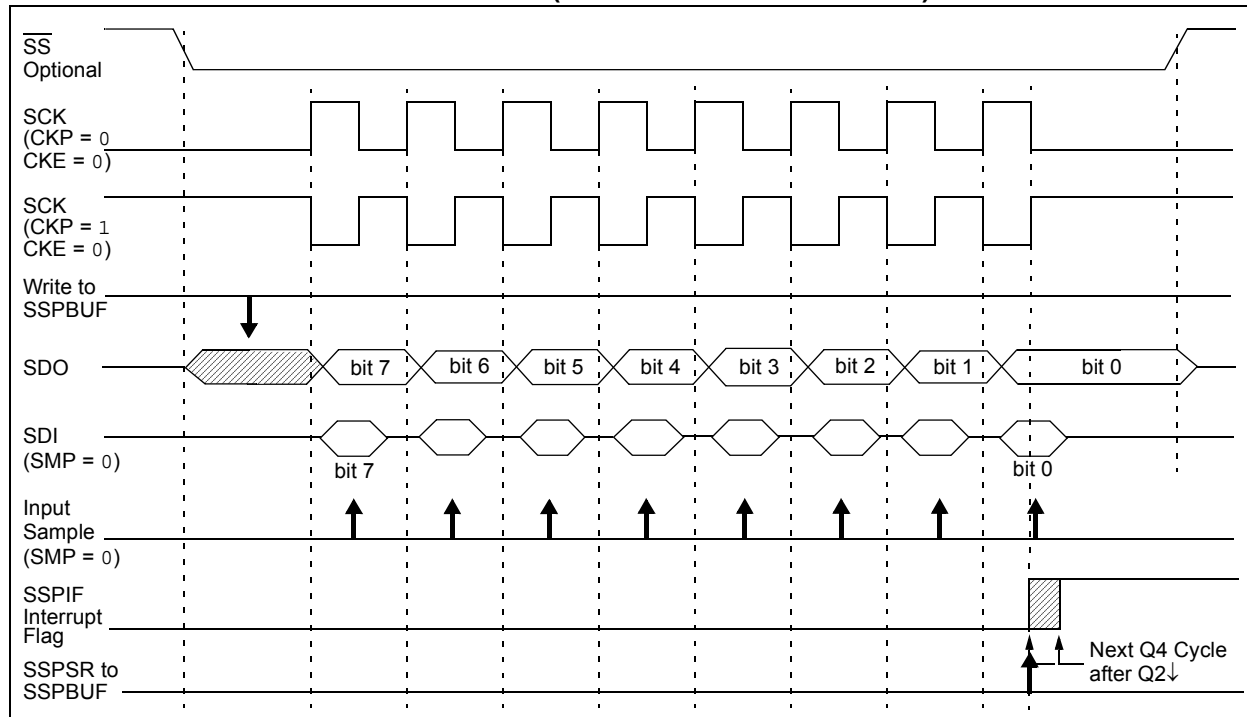 SS
Optional
SCK
(CKP = 0
CKE = 0)
SCK
(CKP = 1
CKE = 0)
Write to
SSPBUF
SDO
bit 7
bit 6
bit 5
bit 4
bit 3
bit 2
bit 1
bit 0
SDI
(SMP = 0)
bit 7
bit 0
Input
Sample
(SMP = 0)
SSPIF
Interrupt
Flag
Next Q4 Cycle
after Q2↓
SSPSR to
SSPBUF